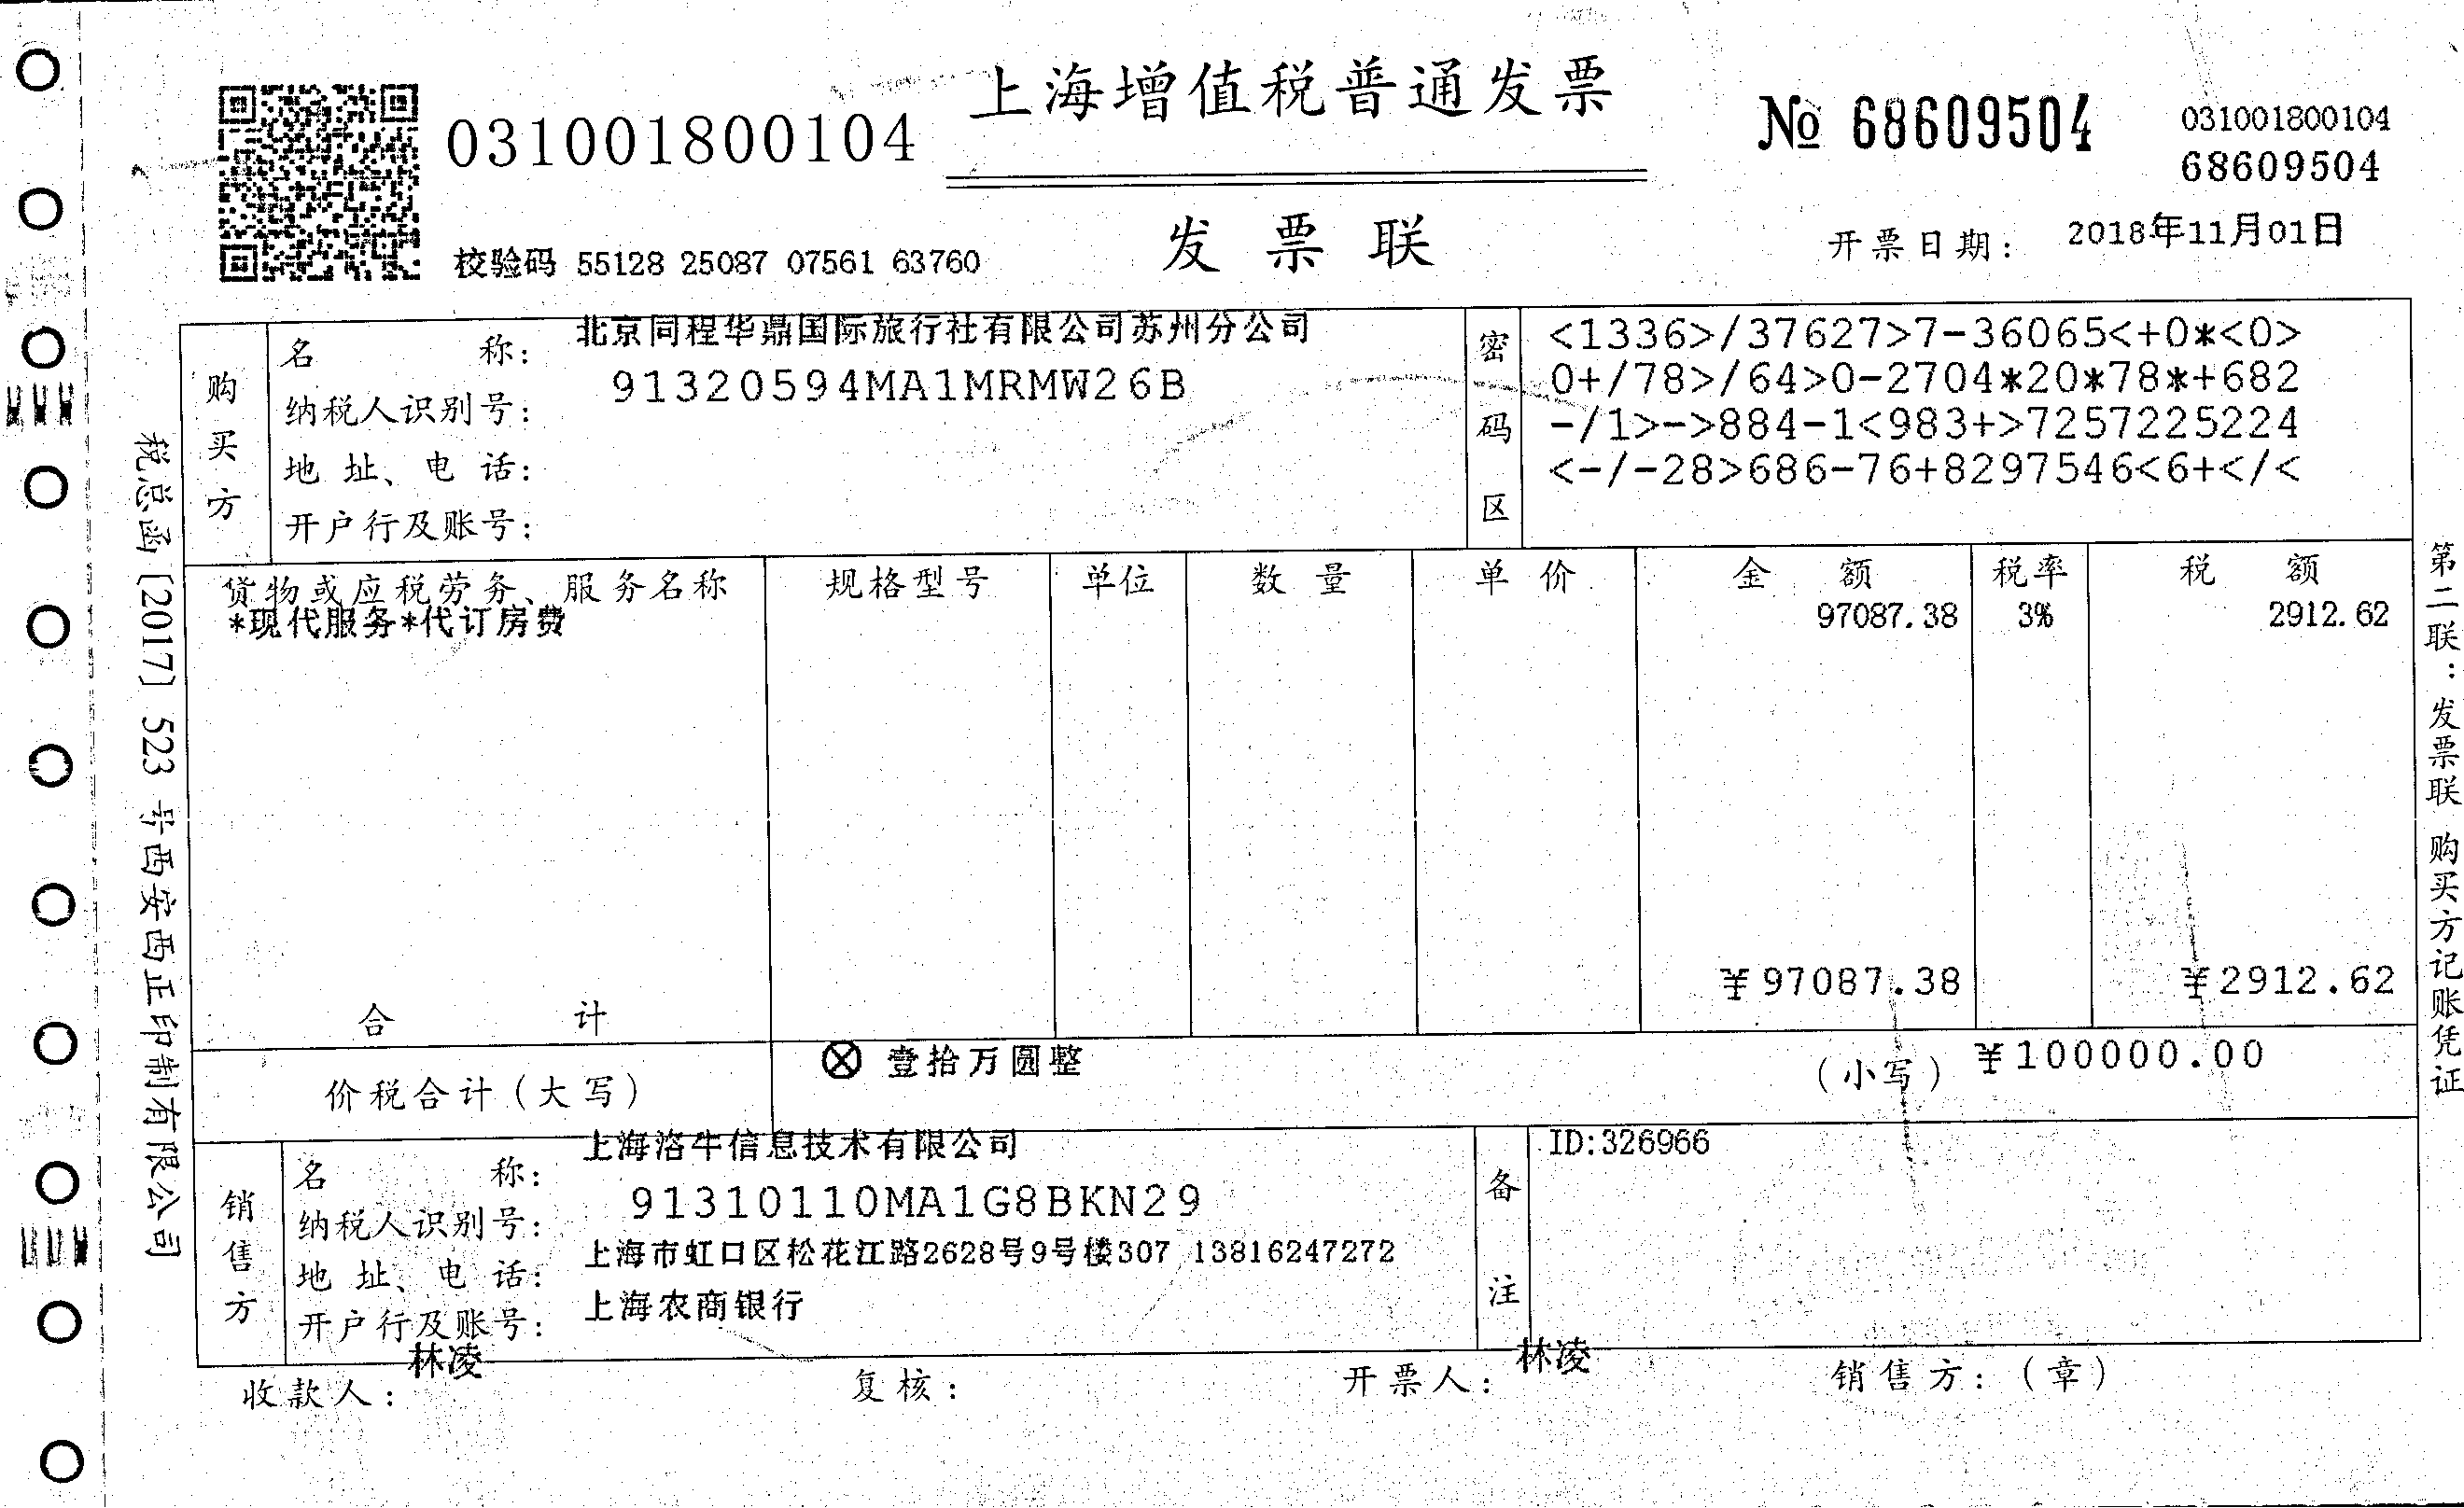 上海增值税普通发票
031001800104
№ 68609504
031001800104
68609504
发票联
校验码 55128 25087 07561 63760
开票日期： 2018年11月01日
购买方
名称： 北京同程华鼎国际旅行社有限公司苏州分公司
纳税人识别号： 91320594MA1MRMW26B
地址、电话：
开户行及账号：
密码区
<1336>/37627>7-36065<+0*<0>
0+/78>/64>0-2704*20*78*+682
-/1>->884-1<983+>7257225224
<-/-28>686-76+8297546<6+</<
货物或应税劳务、服务名称 规格型号 单位 数量 单价 金额 税率 税额
*现代服务*代订房费 97087.38 3% 2912.62
合计 ￥97087.38 ￥2912.62
价税合计（大写） ⊗ 壹拾万圆整 （小写） ￥100000.00
销售方
名称： 上海洛牛信息技术有限公司
纳税人识别号： 91310110MA1G8BKN29
地址、电话： 上海市虹口区松花江路2628号9号楼307 13816247272
开户行及账号： 上海农商银行
备注
ID:326966
收款人： 林凌 复核： 开票人： 林凌 销售方：（章）
税总函［2017］523号西安西正印制有限公司
第二联：发票联 购买方记账凭证